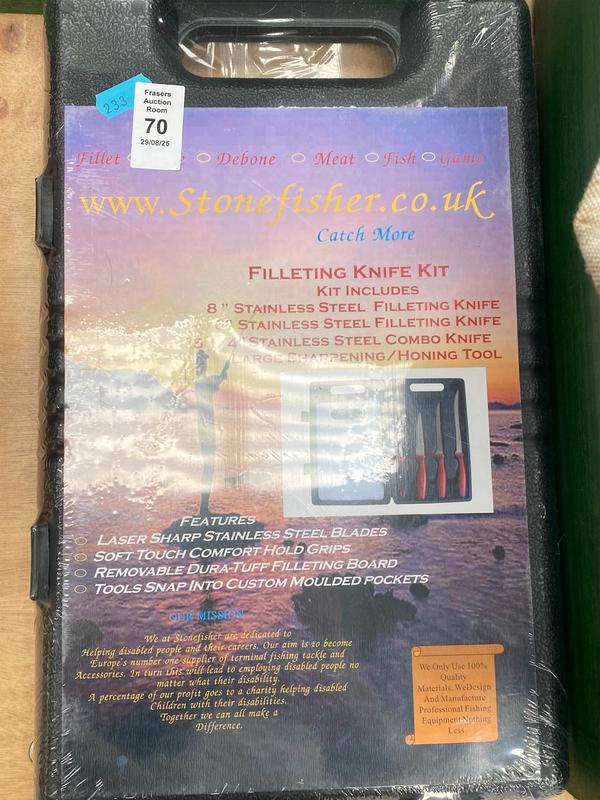 233
Frasers
Auction
Room
70
29/08/25
Fillet Debone Meat Fish Game
www.Stonefisher.co.uk
Catch More
FILLETING KNIFE KIT
KIT INCLUDES
8" STAINLESS STEEL FILLETING KNIFE
6" STAINLESS STEEL FILLETING KNIFE
4" STAINLESS STEEL COMBO KNIFE
LARGE SHARPENING/HONING TOOL
FEATURES
LASER SHARP STAINLESS STEEL BLADES
SOFT TOUCH COMFORT HOLD GRIPS
REMOVABLE DURA-TUFF FILLETING BOARD
TOOLS SNAP INTO CUSTOM MOULDED POCKETS
OUR MISSION
We at Stonefisher are dedicated to
Helping disabled people and their careers. Our aim is to become
Europe's number one supplier of terminal fishing tackle and
Accessories. In turn this will lead to employing disabled people no
matter what their disability.
A percentage of our profit goes to a charity helping disabled
Children with their disabilities.
Together we can all make a
Difference.
We Only Use 100%
Quality
Materials. WeDesign
And Manufacture
Professional Fishing
Equipment Nothing
Less